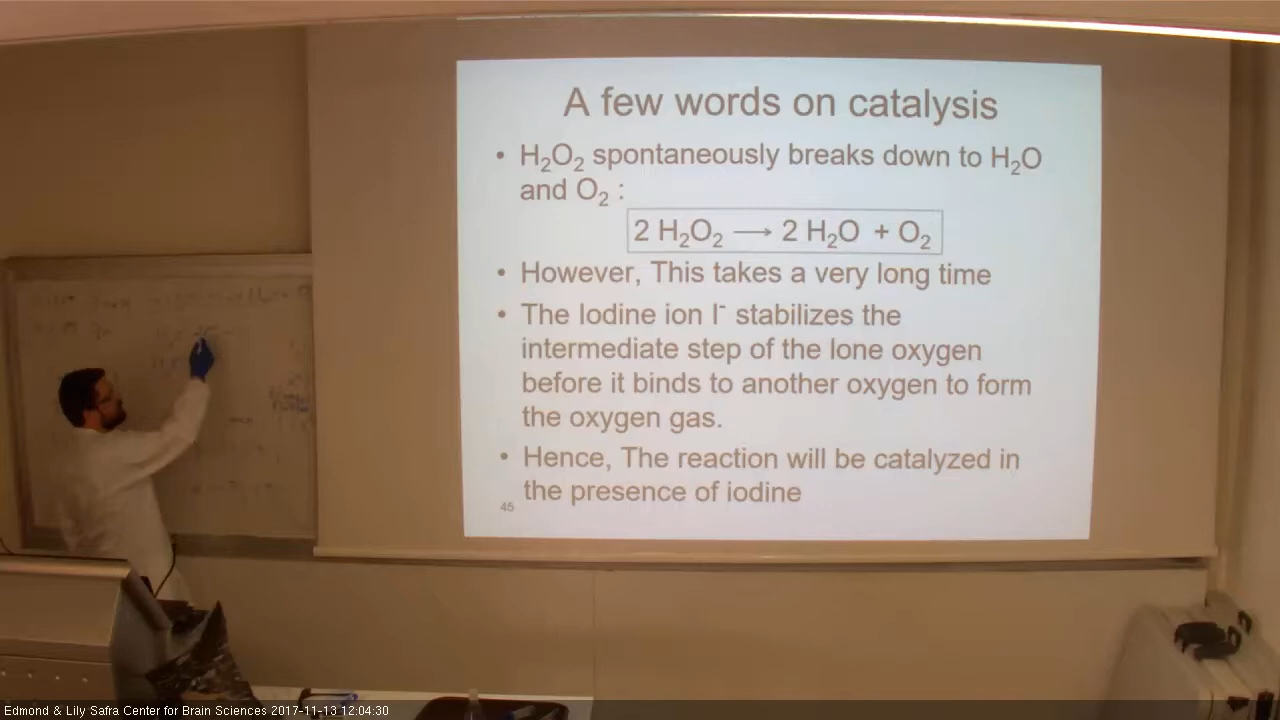 A few words on catalysis
• H₂O₂ spontaneously breaks down to H₂O
and O₂ :
2 H₂O₂ ⟶ 2 H₂O + O₂
• However, This takes a very long time
• The Iodine ion I⁻ stabilizes the
intermediate step of the lone oxygen
before it binds to another oxygen to form
the oxygen gas.
• Hence, The reaction will be catalyzed in
the presence of iodine
45
Edmond & Lily Safra Center for Brain Sciences 2017-11-13 12:04:30